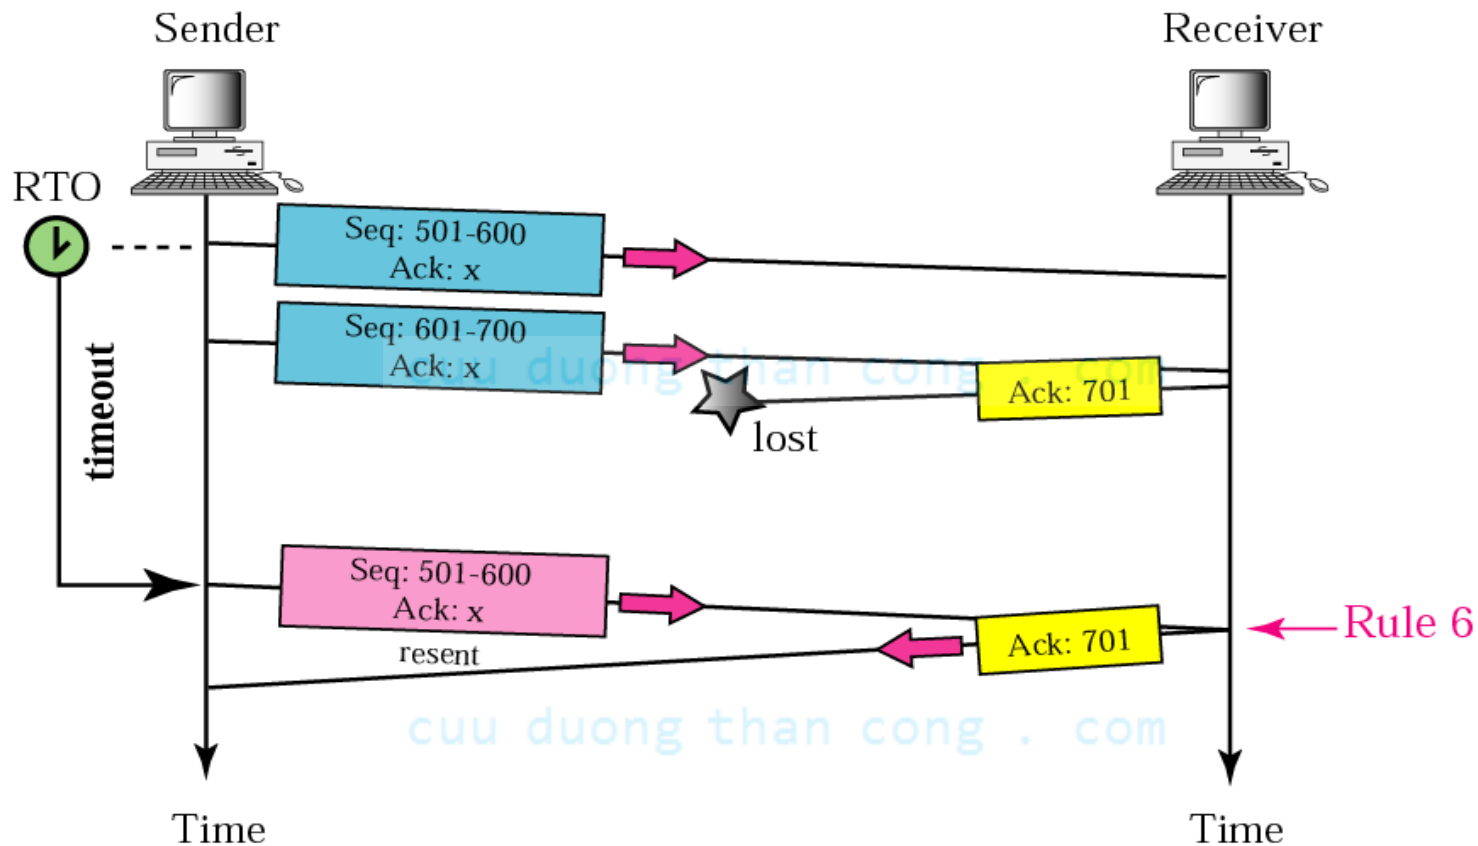 Sender
Receiver
RTO
Seq: 501-600
Ack: x
Seq: 601-700
Ack: x
cuu duong than cong . com
Ack: 701
lost
timeout
Seq: 501-600
Ack: x
resent
Ack: 701
Rule 6
cuu duong than cong . com
Time
Time